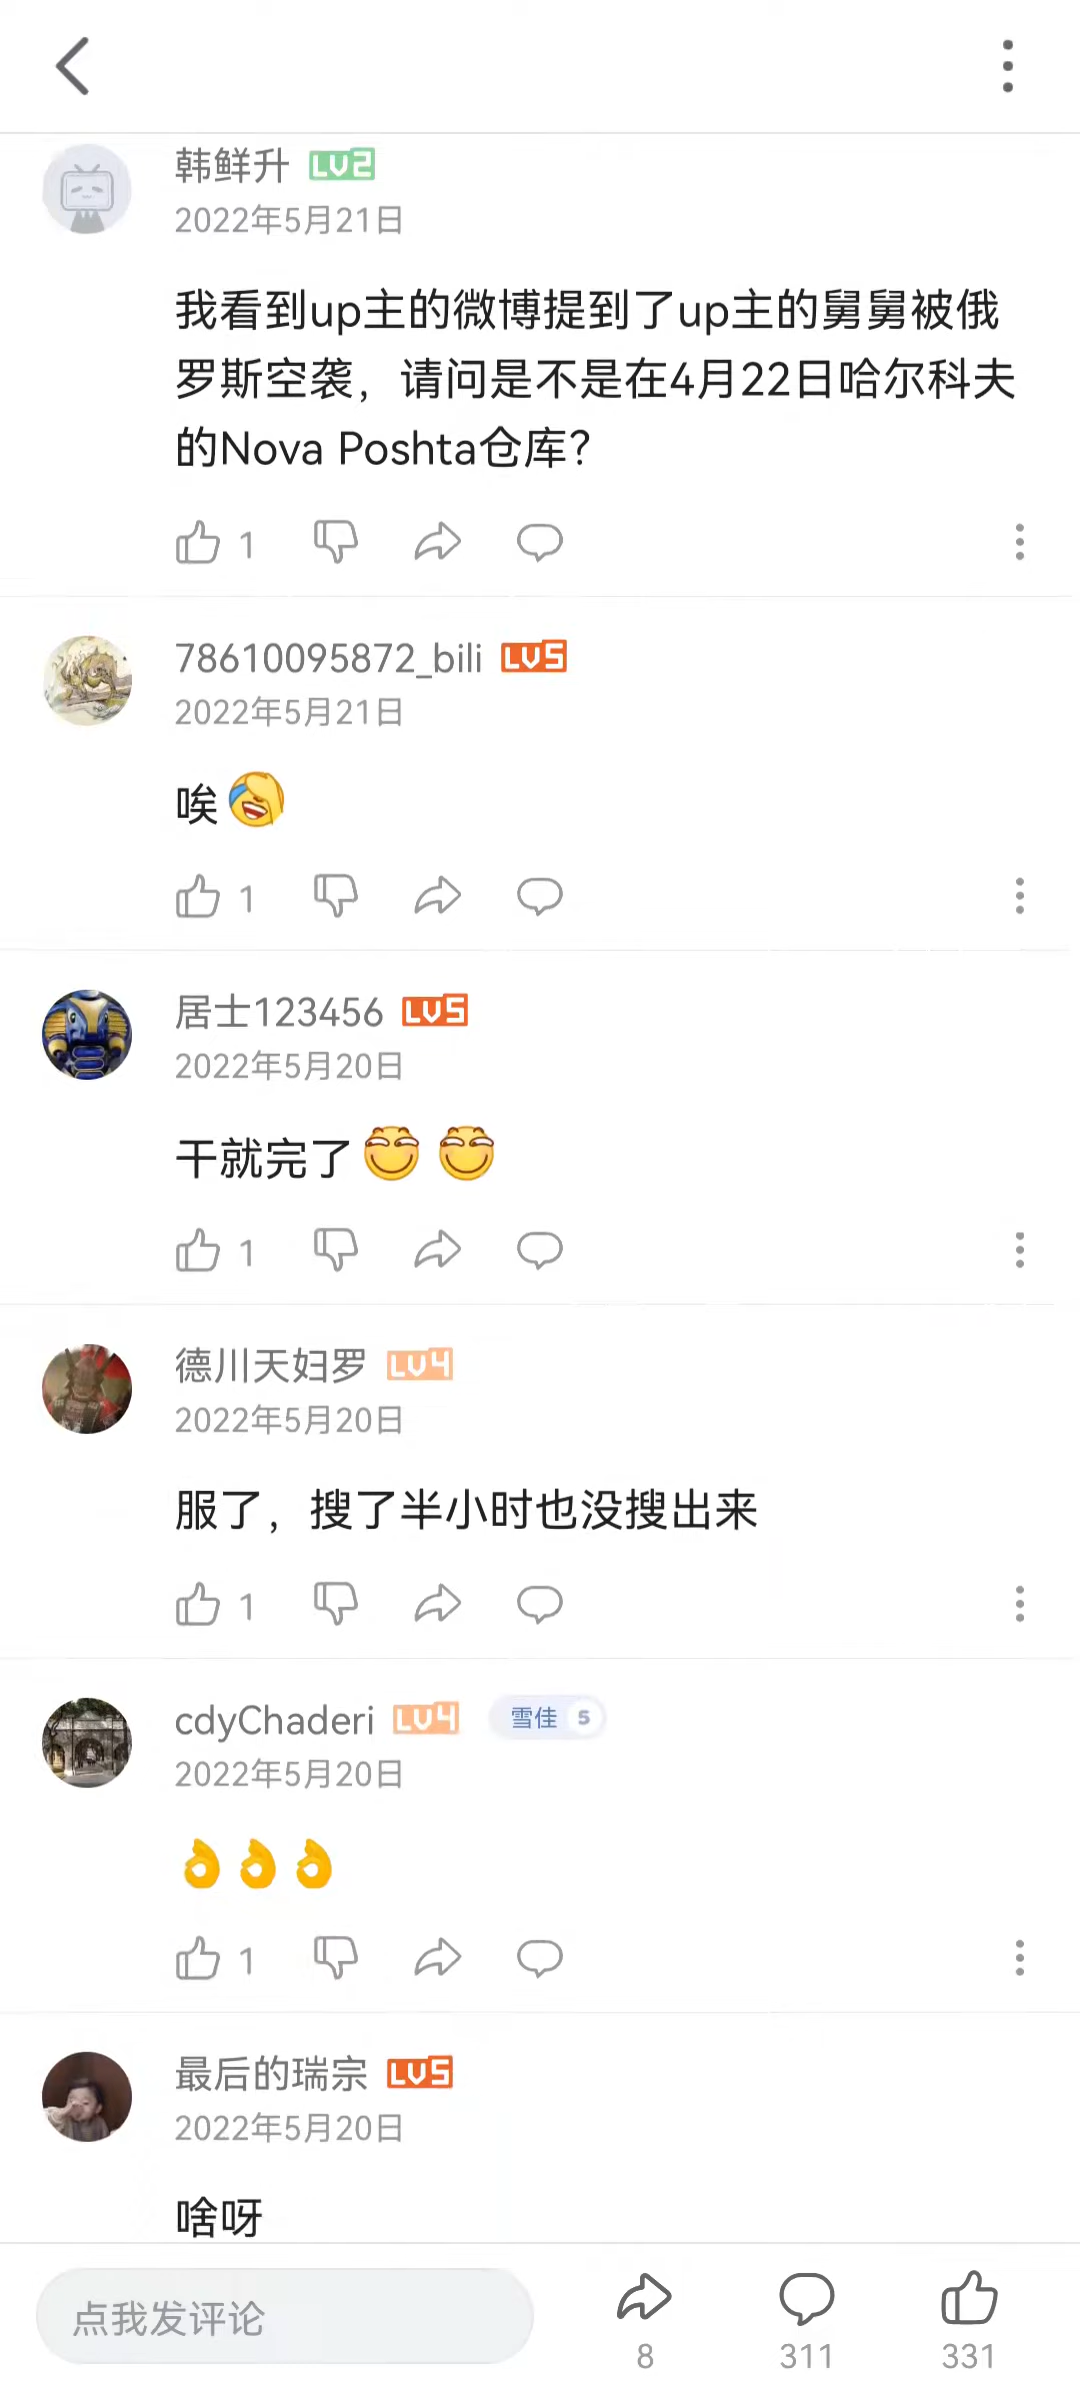 韩鲜升 LV2
2022年5月21日
我看到up主的微博提到了up主的舅舅被俄
罗斯空袭，请问是不是在4月22日哈尔科夫
的Nova Poshta仓库？
1
78610095872_bili LV5
2022年5月21日
唉
1
居士123456 LV5
2022年5月20日
干就完了
1
德川天妇罗 LV4
2022年5月20日
服了，搜了半小时也没搜出来
1
cdyChaderi LV4 雪佳 5
2022年5月20日
👌👌👌
1
最后的瑞宗 LV5
2022年5月20日
啥呀
点我发评论
8 311 331